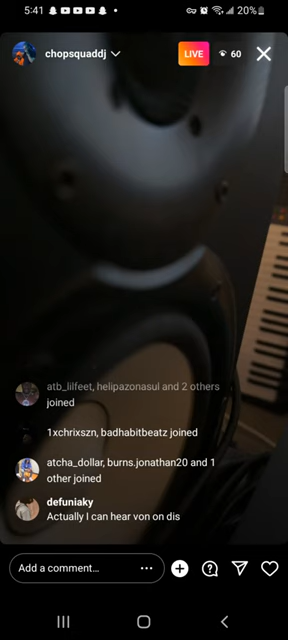 5:41 20%
chopsquaddj LIVE 60
atb_lilfeet, helipazonasul and 2 others
joined
1xchrixszn, badhabitbeatz joined
atcha_dollar, burns.jonathan20 and 1
other joined
defuniaky
Actually I can hear von on dis
Add a comment...